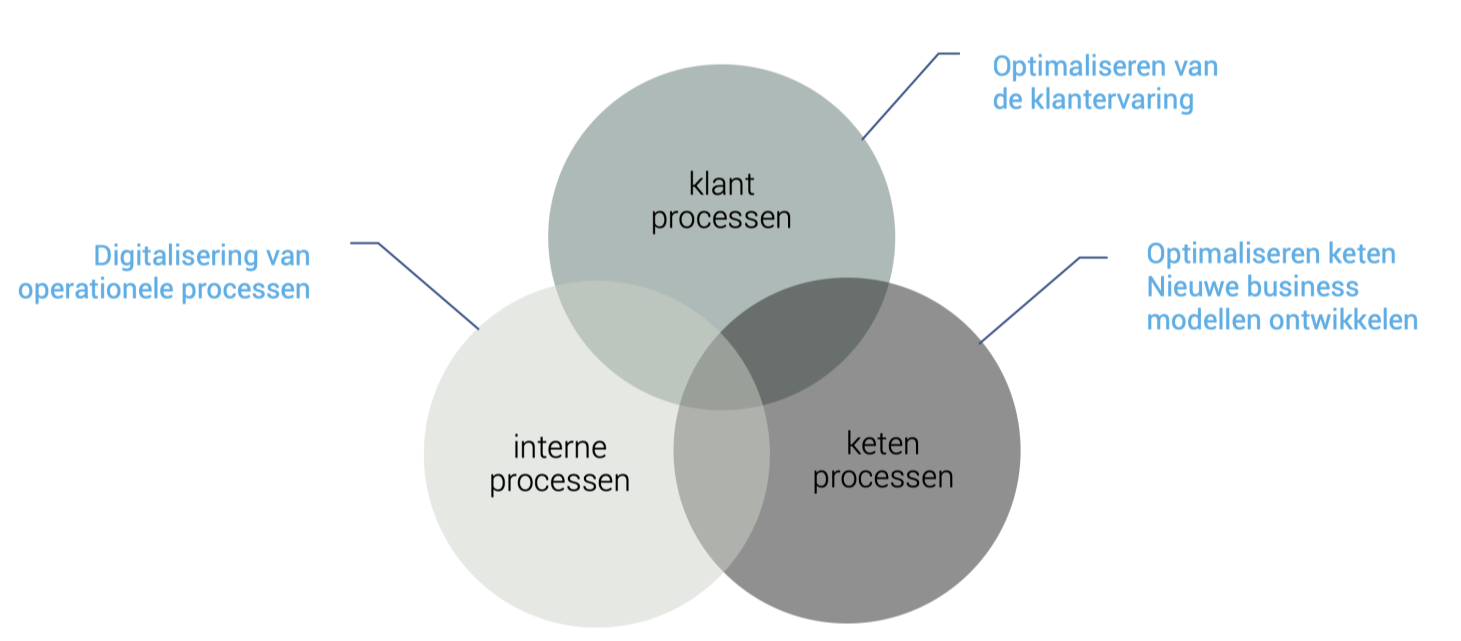 Optimaliseren van
de klantervaring
klant
processen
Digitalisering van
operationele processen
Optimaliseren keten
Nieuwe business
modellen ontwikkelen
interne
processen
keten
processen